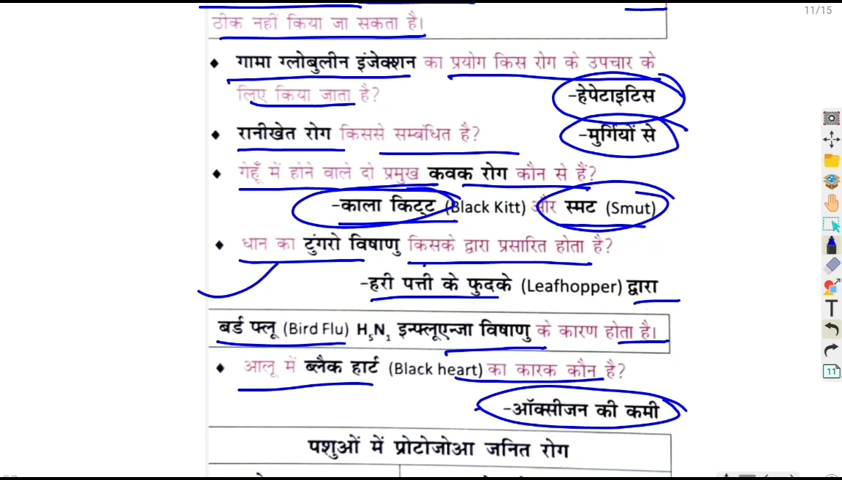 11/15
ठीक नहीं किया जा सकता है।
♦ गामा ग्लोबुलीन इंजेक्शन का प्रयोग किस रोग के उपचार के
लिए किया जाता है? -हेपेटाइटिस
♦ रानीखेत रोग किससे सम्बंधित है? -मुर्गियों से
♦ गेहूँ में होने वाले दो प्रमुख कवक रोग कौन से हैं?
-काला किट्ट (Black Kitt) और स्मट (Smut)
♦ धान का टुंगरो विषाणु किसके द्वारा प्रसारित होता है?
-हरी पत्ती के फुदके (Leafhopper) द्वारा
बर्ड फ्लू (Bird Flu) H₅N₁ इन्फ्लूएन्जा विषाणु के कारण होता है।
♦ आलू में ब्लैक हार्ट (Black heart) का कारक कौन है?
-ऑक्सीजन की कमी
पशुओं में प्रोटोजोआ जनित रोग
T
11